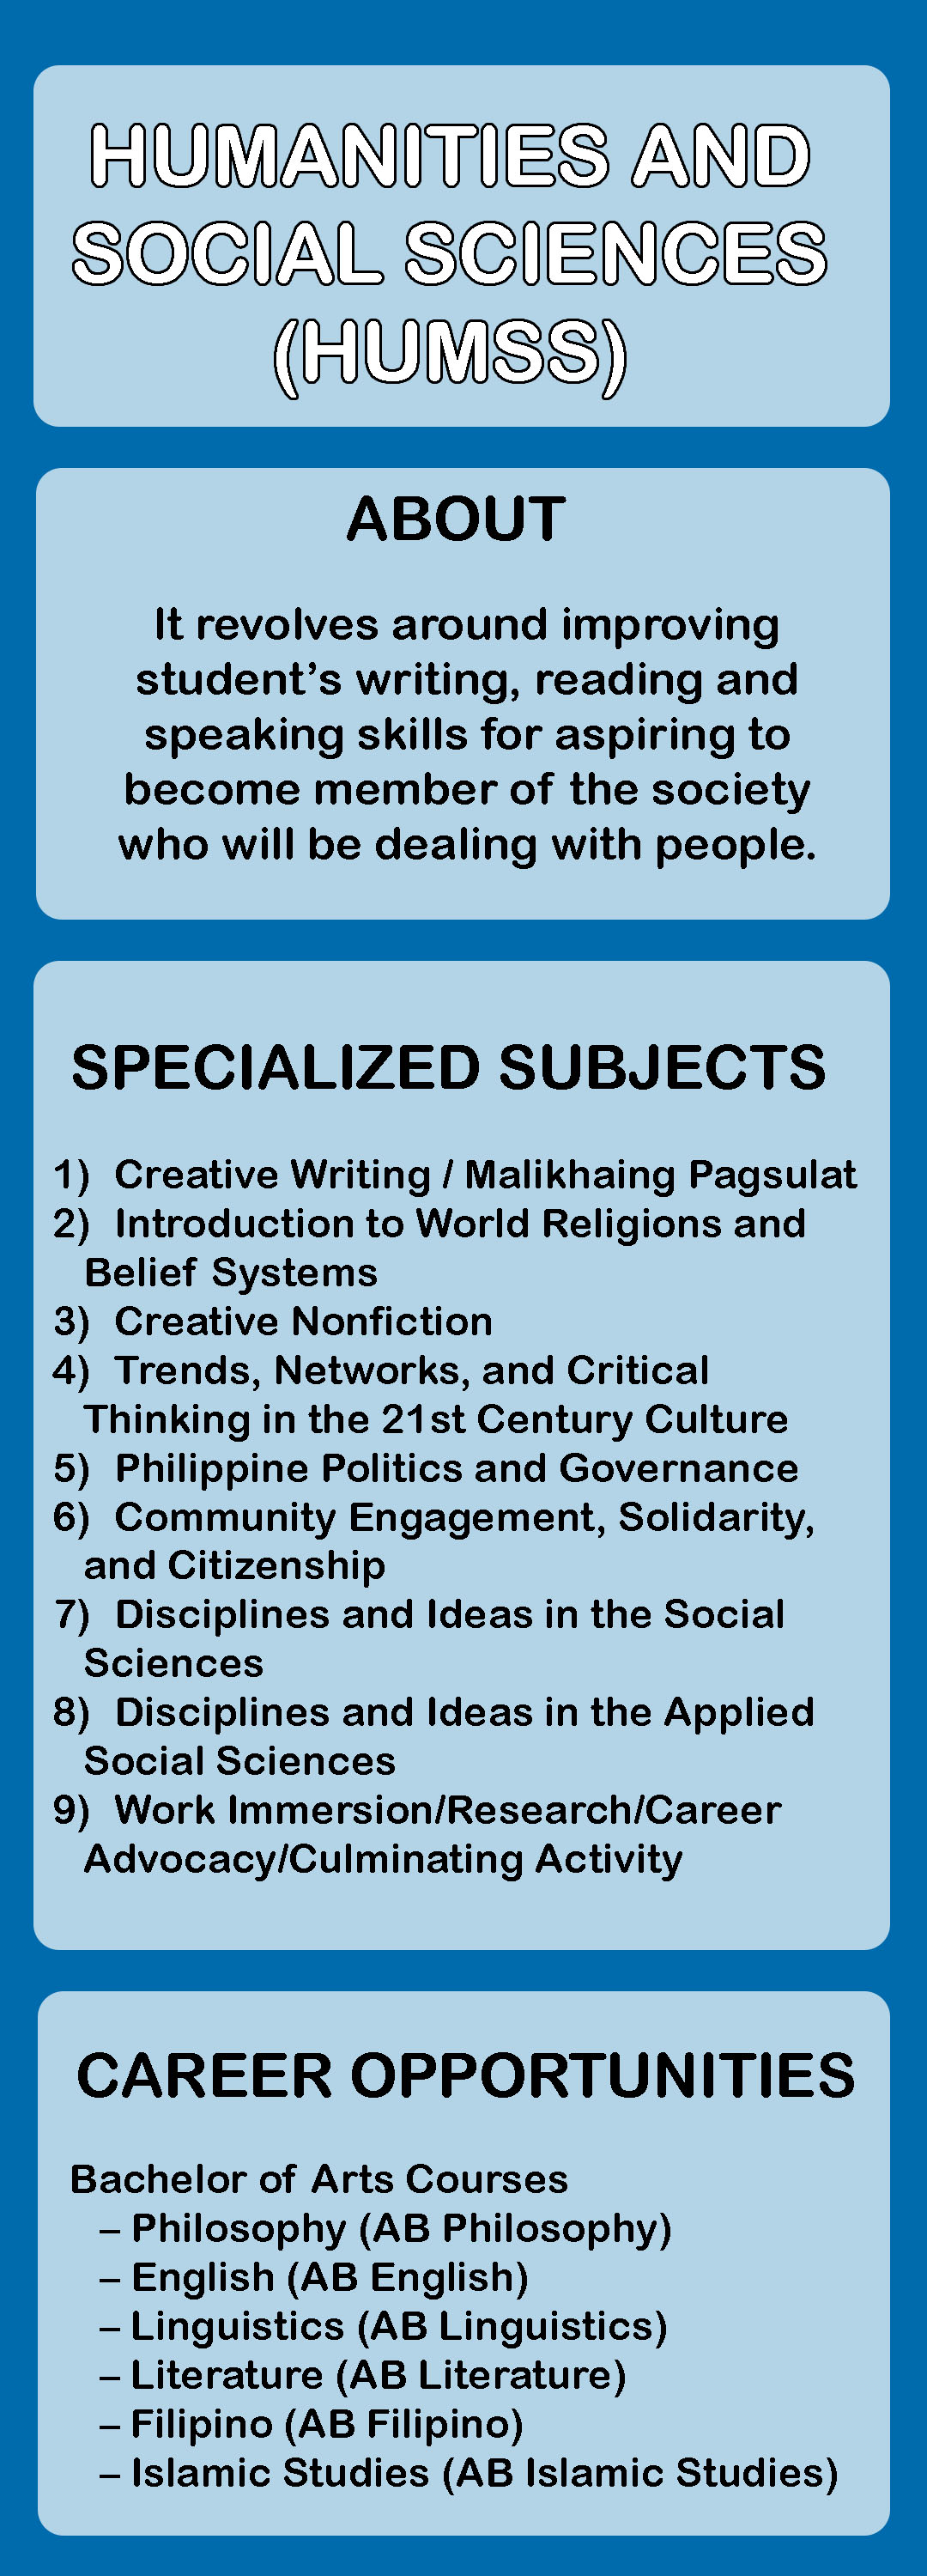 HUMANITIES AND
SOCIAL SCIENCES
(HUMSS)
ABOUT
It revolves around improving
student’s writing, reading and
speaking skills for aspiring to
become member of the society
who will be dealing with people.
SPECIALIZED SUBJECTS
1) Creative Writing / Malikhaing Pagsulat
2) Introduction to World Religions and
Belief Systems
3) Creative Nonfiction
4) Trends, Networks, and Critical
Thinking in the 21st Century Culture
5) Philippine Politics and Governance
6) Community Engagement, Solidarity,
and Citizenship
7) Disciplines and Ideas in the Social
Sciences
8) Disciplines and Ideas in the Applied
Social Sciences
9) Work Immersion/Research/Career
Advocacy/Culminating Activity
CAREER OPPORTUNITIES
Bachelor of Arts Courses
– Philosophy (AB Philosophy)
– English (AB English)
– Linguistics (AB Linguistics)
– Literature (AB Literature)
– Filipino (AB Filipino)
– Islamic Studies (AB Islamic Studies)